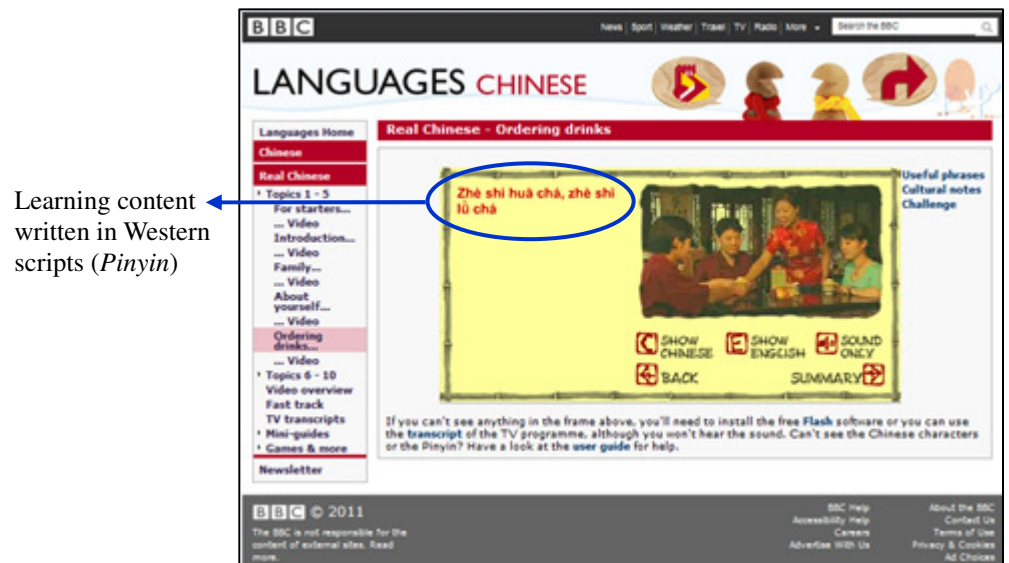 BBC
News Sport Weather Travel TV Radio More Search the BBC
LANGUAGES CHINESE
Languages Home
Chinese
Real Chinese
Topics 1 - 5
For starters...
... Video
Introduction...
... Video
Family...
... Video
About
yourself...
... Video
Ordering
drinks...
... Video
Topics 6 - 10
Video overview
Fast track
TV transcripts
Mini-guides
Games & more
Newsletter
Real Chinese - Ordering drinks
Zhè shì huā chá, zhè shì
lǜ chá
Useful phrases
Cultural notes
Challenge
SHOW
CHINESE
E SHOW
ENGLISH
SOUND
ONLY
BACK
SUMMARY
If you can't see anything in the frame above, you'll need to install the free Flash software or you can use
the transcript of the TV programme, although you won't hear the sound. Can't see the Chinese characters
or the Pinyin? Have a look at the user guide for help.
Learning content
written in Western
scripts (Pinyin)
BBC © 2011
The BBC is not responsible for the
content of external sites. Read
more.
BBC Help
Accessibility Help
Careers
Advertise With Us
About the BBC
Contact Us
Terms of Use
Privacy & Cookies
Ad Choices